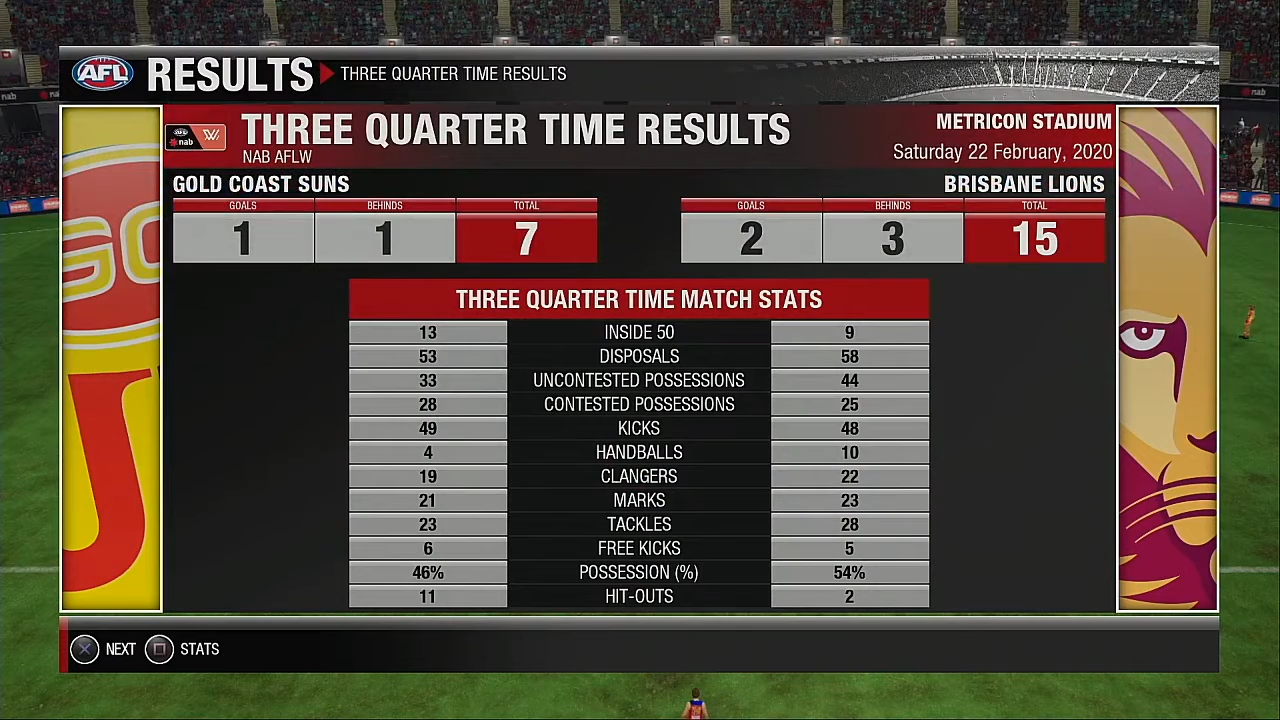 AFL RESULTS THREE QUARTER TIME RESULTS
AFL nab W THREE QUARTER TIME RESULTS
NAB AFLW
METRICON STADIUM
Saturday 22 February, 2020
GOLD COAST SUNS
BRISBANE LIONS
GOALS BEHINDS TOTAL
1 1 7
GOALS BEHINDS TOTAL
2 3 15
THREE QUARTER TIME MATCH STATS
13 INSIDE 50 9
53 DISPOSALS 58
33 UNCONTESTED POSSESSIONS 44
28 CONTESTED POSSESSIONS 25
49 KICKS 48
4 HANDBALLS 10
19 CLANGERS 22
21 MARKS 23
23 TACKLES 28
6 FREE KICKS 5
46% POSSESSION (%) 54%
11 HIT-OUTS 2
NEXT STATS